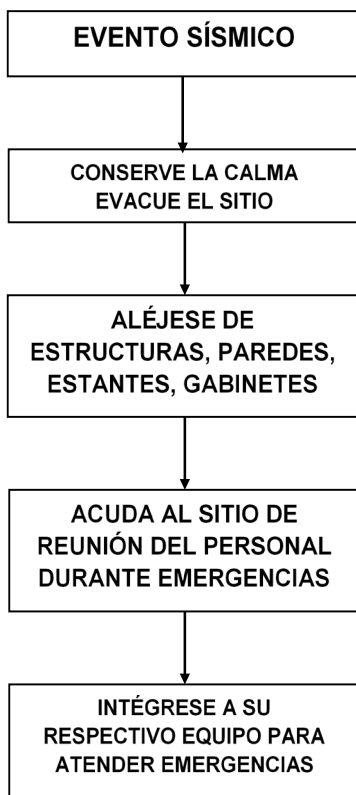 EVENTO SÍSMICO
CONSERVE LA CALMA
EVACUE EL SITIO
ALÉJESE DE
ESTRUCTURAS, PAREDES,
ESTANTES, GABINETES
ACUDA AL SITIO DE
REUNIÓN DEL PERSONAL
DURANTE EMERGENCIAS
INTÉGRESE A SU
RESPECTIVO EQUIPO PARA
ATENDER EMERGENCIAS